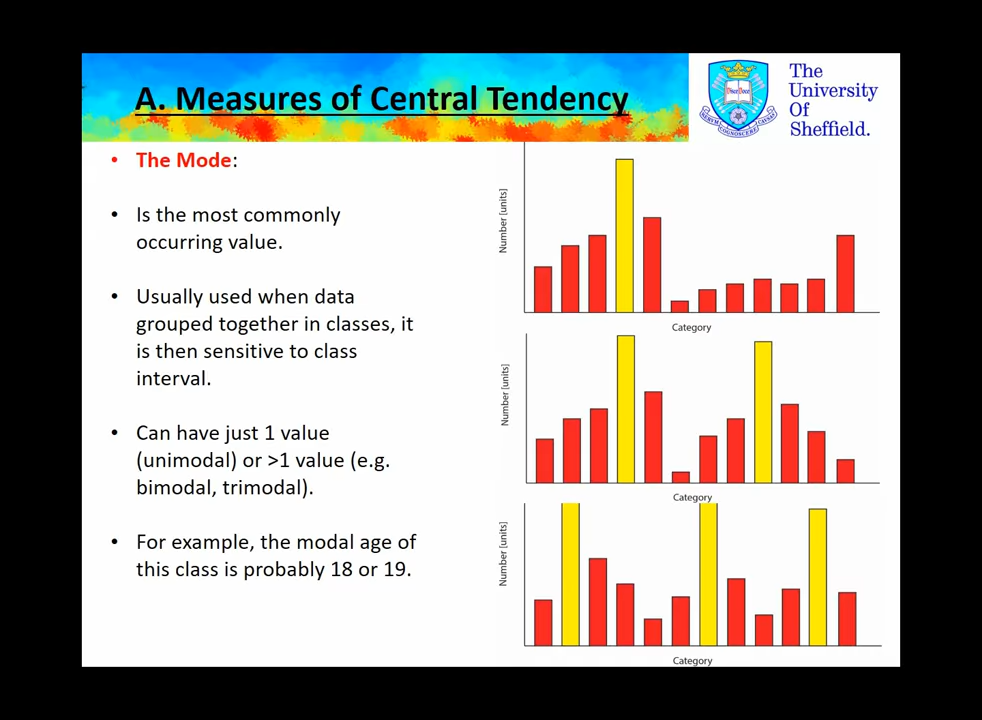 A. Measures of Central Tendency
The
University
Of
Sheffield.
• The Mode:
• Is the most commonly
occurring value.
• Usually used when data
grouped together in classes, it
is then sensitive to class
interval.
• Can have just 1 value
(unimodal) or >1 value (e.g.
bimodal, trimodal).
• For example, the modal age of
this class is probably 18 or 19.
Number [units]
Category
Number [units]
Category
Number [units]
Category